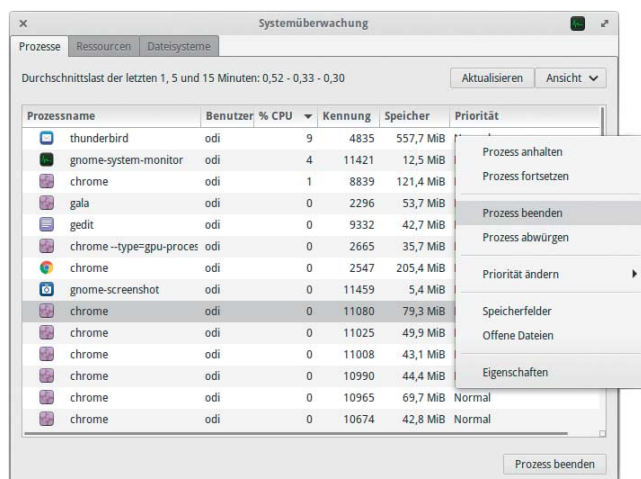 Systemüberwachung
Prozesse Ressourcen Dateisysteme
Durchschnittslast der letzten 1, 5 und 15 Minuten: 0,52 - 0,33 - 0,30 Aktualisieren Ansicht
Prozessname Benutzer % CPU Kennung Speicher Priorität
thunderbird odi 9 4835 557,7 MiB
gnome-system-monitor odi 4 11421 12,5 MiB
chrome odi 1 8839 121,4 MiB
gala odi 0 2296 53,7 MiB
gedit odi 0 9332 42,7 MiB
chrome --type=gpu-proces odi 0 2665 35,7 MiB
chrome odi 0 2547 205,4 MiB
gnome-screenshot odi 0 11459 5,4 MiB
chrome odi 0 11080 79,3 MiB
chrome odi 0 11025 49,9 MiB
chrome odi 0 11008 43,1 MiB
chrome odi 0 10990 44,4 MiB
chrome odi 0 10965 69,7 MiB Normal
chrome odi 0 10674 42,8 MiB Normal
Prozess anhalten
Prozess fortsetzen
Prozess beenden
Prozess abwürgen
Priorität ändern
Speicherfelder
Offene Dateien
Eigenschaften
Prozess beenden